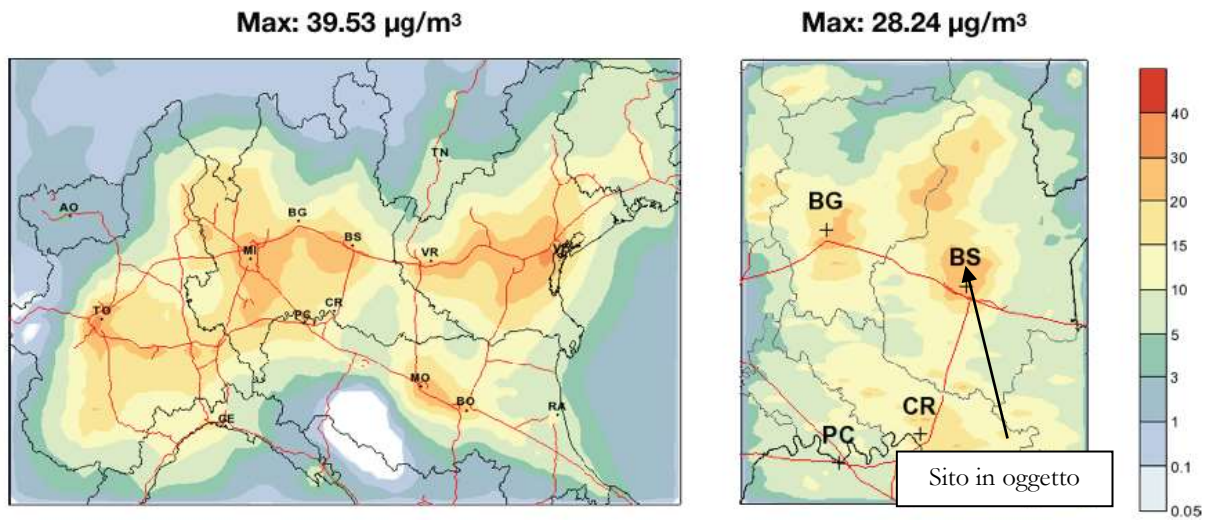 Max: 39.53 µg/m³
Max: 28.24 µg/m³
AO
TN
BG
BS
MI
VR
VE
TO
PC
CR
MO
BO
RA
GE
BG
BS
CR
PC
Sito in oggetto
40
30
20
15
10
5
3
1
0.1
0.05